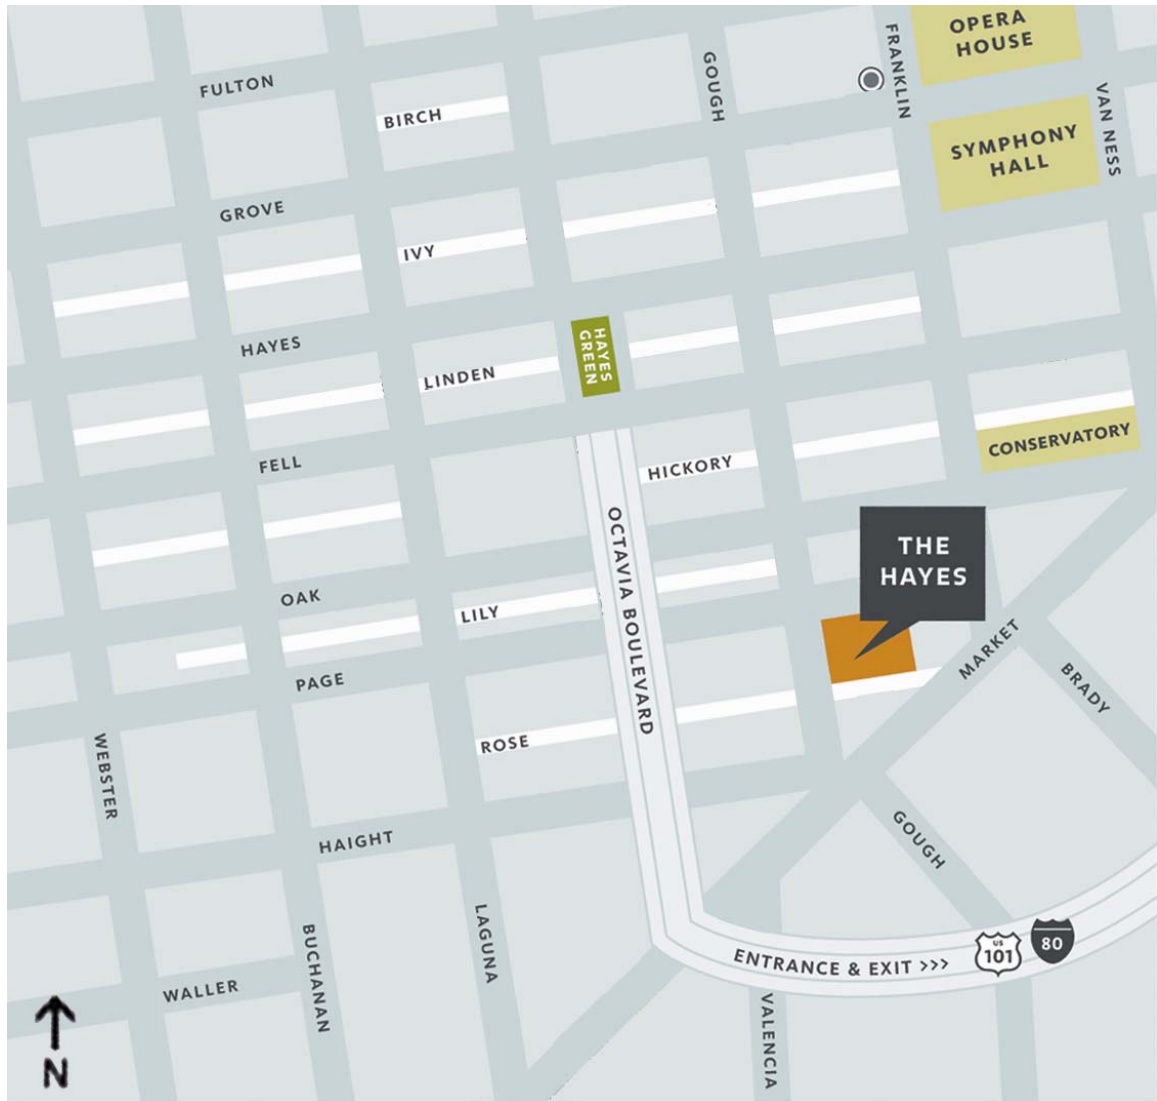 OPERA
HOUSE
FRANKLIN
GOUGH
FULTON
VAN NESS
BIRCH
SYMPHONY
HALL
GROVE
IVY
HAYES
HAYES
GREEN
LINDEN
CONSERVATORY
FELL
HICKORY
THE
HAYES
OCTAVIA BOULEVARD
OAK
LILY
MARKET
PAGE
BRADY
ROSE
WEBSTER
HAIGHT
GOUGH
LAGUNA
BUCHANAN
ENTRANCE & EXIT >>>
US
101
80
WALLER
VALENCIA
N